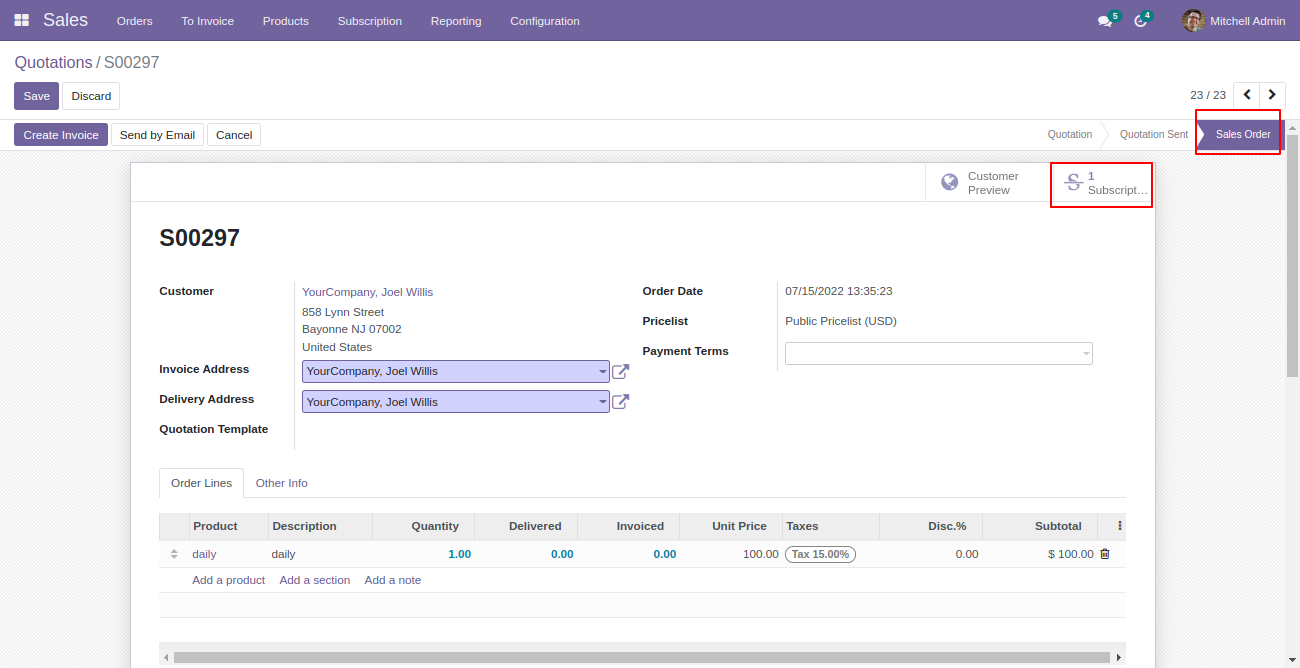 Sales Orders To Invoice Products Subscription Reporting Configuration 5 4 Mitchell Admin
Quotations / S00297
Save Discard 23 / 23
Create Invoice Send by Email Cancel Quotation Quotation Sent Sales Order
Customer Preview
1 Subscript...
S00297
Customer
YourCompany, Joel Willis
858 Lynn Street
Bayonne NJ 07002
United States
Invoice Address YourCompany, Joel Willis
Delivery Address YourCompany, Joel Willis
Quotation Template
Order Date 07/15/2022 13:35:23
Pricelist Public Pricelist (USD)
Payment Terms
Order Lines Other Info
Product Description Quantity Delivered Invoiced Unit Price Taxes Disc.% Subtotal
daily daily 1.00 0.00 0.00 100.00 Tax 15.00% 0.00 $ 100.00
Add a product Add a section Add a note